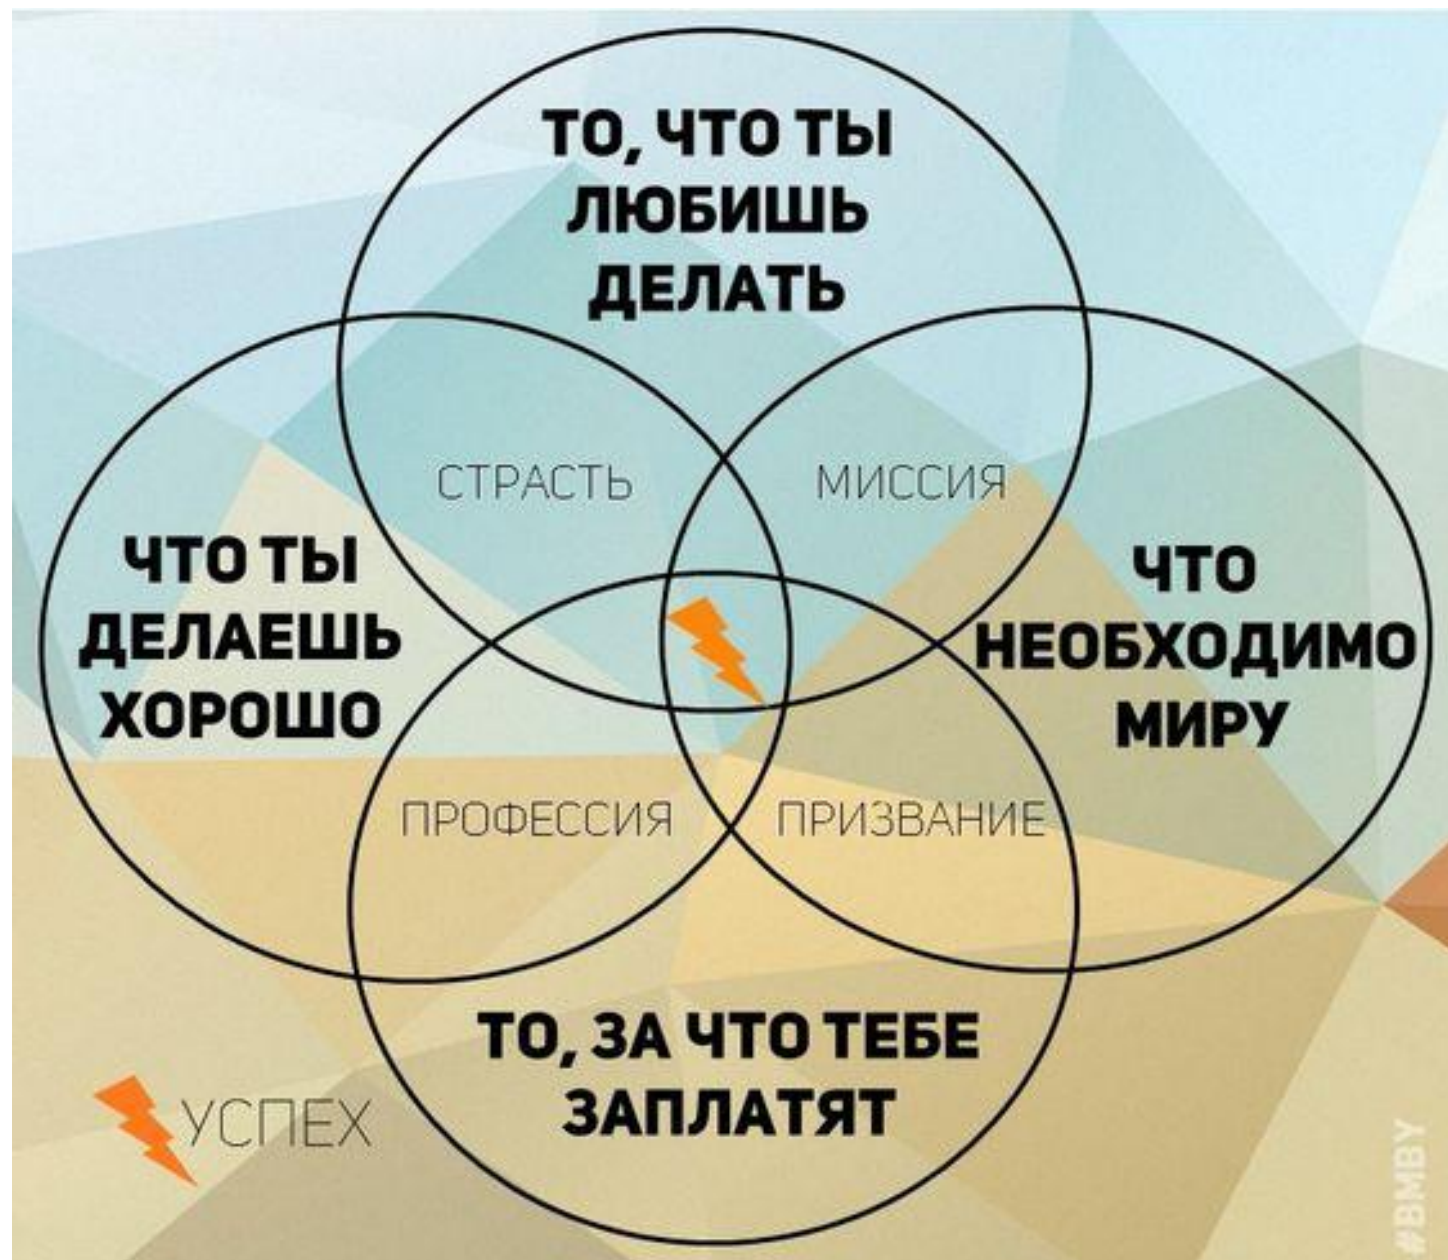 ТО, ЧТО ТЫ
ЛЮБИШЬ
ДЕЛАТЬ
СТРАСТЬ
МИССИЯ
ЧТО ТЫ
ДЕЛАЕШЬ
ХОРОШО
ЧТО
НЕОБХОДИМО
МИРУ
ПРОФЕССИЯ
ПРИЗВАНИЕ
ТО, ЗА ЧТО ТЕБЕ
ЗАПЛАТЯТ
УСПЕХ
#BMBY